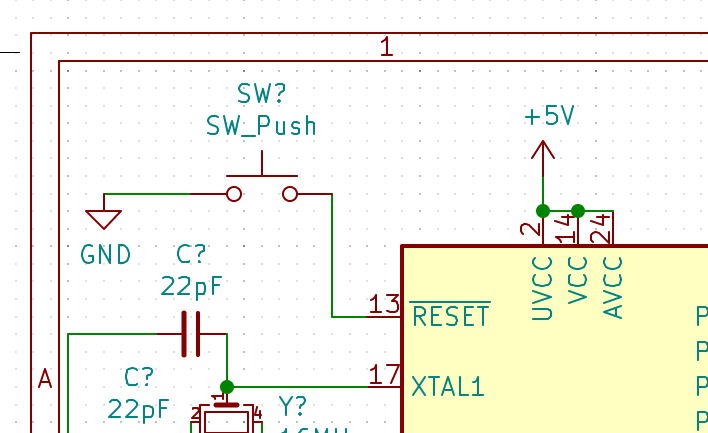 1
SW?
SW_Push
+5V
GND
C?
22pF
2
14
24
UVCC
VCC
AVCC
13
RESET
A
C?
22pF
17
XTAL1
1
2
4
Y?
P
P
P
P